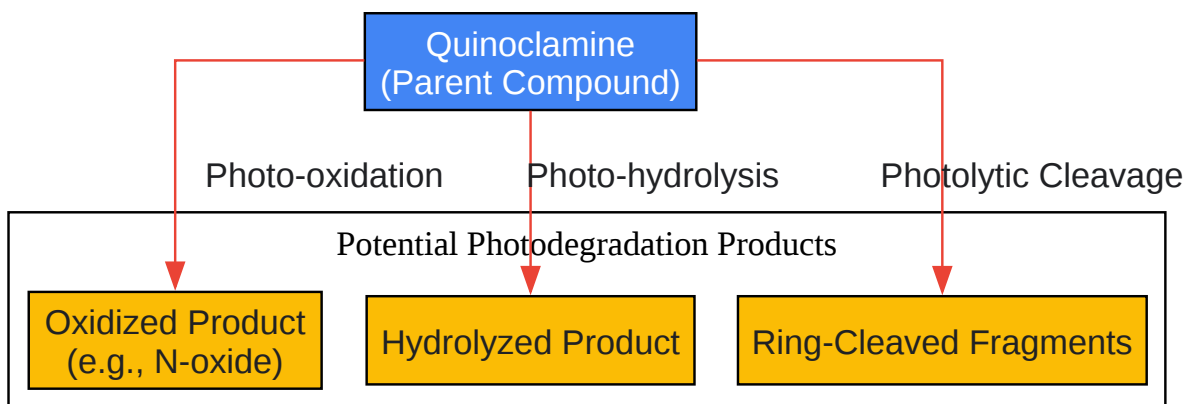 Quinoclamine
(Parent Compound)
Photo-oxidation
Photo-hydrolysis
Photolytic Cleavage
Potential Photodegradation Products
Oxidized Product
(e.g., N-oxide)
Hydrolyzed Product
Ring-Cleaved Fragments